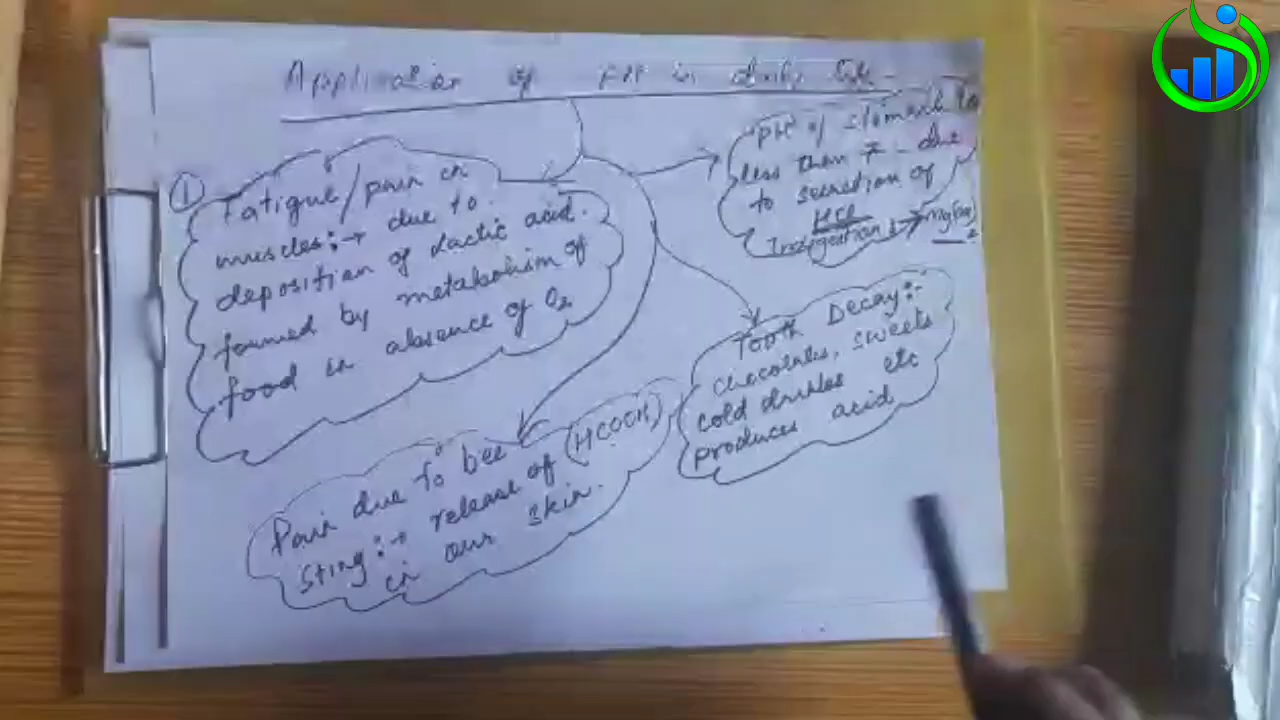 Application of PH in daily life -
①
Fatigue/pain in
muscles:→ due to
deposition of lactic acid.
formed by metabolism of
food in absence of O2
PH of stomach is
less than 7 - due
to secretion of
HCl
Indigestion : → Mg(OH)2
Tooth Decay:-
chocolates, sweets
cold drinks etc
produces acid
Pain due to bee
sting:→ release of (HCOOH)
in our skin.